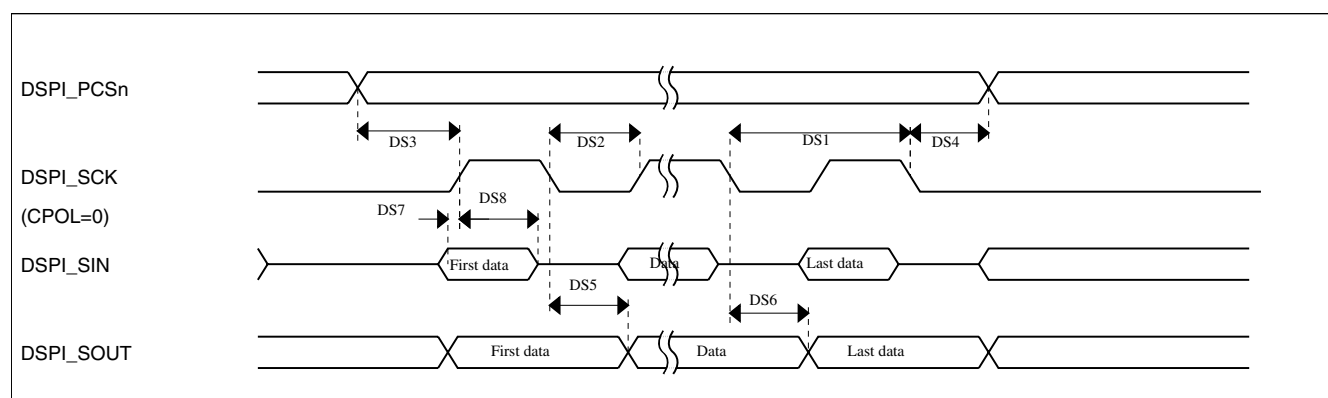 DSPI_PCSn
DS3
DS2
DS1
DS4
DSPI_SCK
DS7
DS8
(CPOL=0)
DSPI_SIN
First data
Data
Last data
DS5
DS6
DSPI_SOUT
First data
Data
Last data